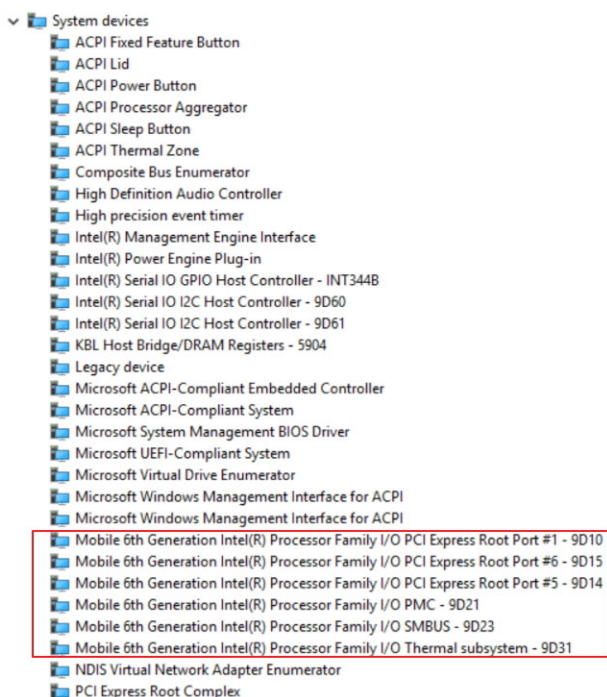 System devices
ACPI Fixed Feature Button
ACPI Lid
ACPI Power Button
ACPI Processor Aggregator
ACPI Sleep Button
ACPI Thermal Zone
Composite Bus Enumerator
High Definition Audio Controller
High precision event timer
Intel(R) Management Engine Interface
Intel(R) Power Engine Plug-in
Intel(R) Serial IO GPIO Host Controller - INT344B
Intel(R) Serial IO I2C Host Controller - 9D60
Intel(R) Serial IO I2C Host Controller - 9D61
KBL Host Bridge/DRAM Registers - 5904
Legacy device
Microsoft ACPI-Compliant Embedded Controller
Microsoft ACPI-Compliant System
Microsoft System Management BIOS Driver
Microsoft UEFI-Compliant System
Microsoft Virtual Drive Enumerator
Microsoft Windows Management Interface for ACPI
Microsoft Windows Management Interface for ACPI
Mobile 6th Generation Intel(R) Processor Family I/O PCI Express Root Port #1 - 9D10
Mobile 6th Generation Intel(R) Processor Family I/O PCI Express Root Port #6 - 9D15
Mobile 6th Generation Intel(R) Processor Family I/O PCI Express Root Port #5 - 9D14
Mobile 6th Generation Intel(R) Processor Family I/O PMC - 9D21
Mobile 6th Generation Intel(R) Processor Family I/O SMBUS - 9D23
Mobile 6th Generation Intel(R) Processor Family I/O Thermal subsystem - 9D31
NDIS Virtual Network Adapter Enumerator
PCI Express Root Complex